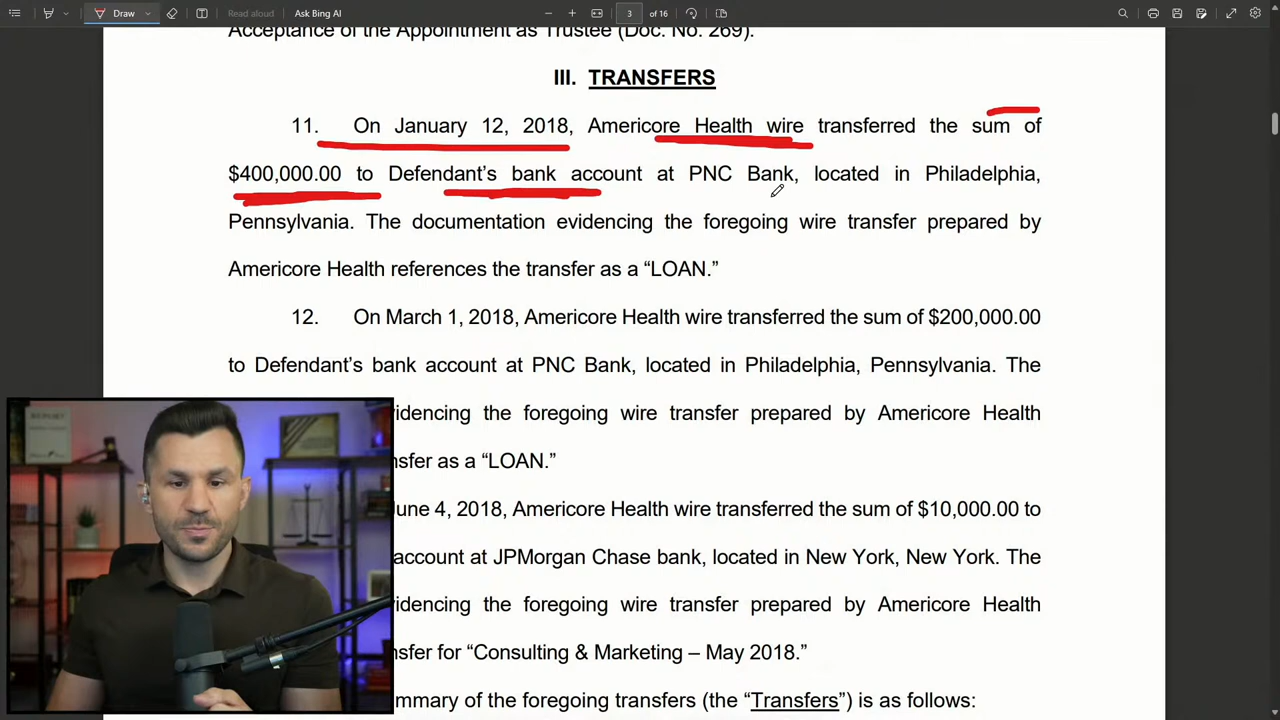 Draw
Read aloud
Ask Bing AI
3
of 16
Acceptance of the Appointment as Trustee (Doc. No. 269).
III. TRANSFERS
11. On January 12, 2018, Americore Health wire transferred the sum of
$400,000.00 to Defendant’s bank account at PNC Bank, located in Philadelphia,
Pennsylvania. The documentation evidencing the foregoing wire transfer prepared by
Americore Health references the transfer as a “LOAN.”
12. On March 1, 2018, Americore Health wire transferred the sum of $200,000.00
to Defendant’s bank account at PNC Bank, located in Philadelphia, Pennsylvania. The
videncing the foregoing wire transfer prepared by Americore Health
nsfer as a “LOAN.”
June 4, 2018, Americore Health wire transferred the sum of $10,000.00 to
account at JPMorgan Chase bank, located in New York, New York. The
videncing the foregoing wire transfer prepared by Americore Health
nsfer for “Consulting & Marketing – May 2018.”
mmary of the foregoing transfers (the “Transfers”) is as follows: